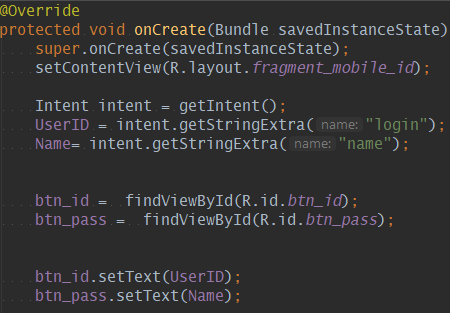 @Override
protected void onCreate(Bundle savedInstanceState)
super.onCreate(savedInstanceState);
setContentView(R.layout.fragment_mobile_id);
Intent intent = getIntent();
UserID = intent.getStringExtra( name: "login");
Name= intent.getStringExtra( name: "name");
btn_id = findViewById(R.id.btn_id);
btn_pass = findViewById(R.id.btn_pass);
btn_id.setText(UserID);
btn_pass.setText(Name);